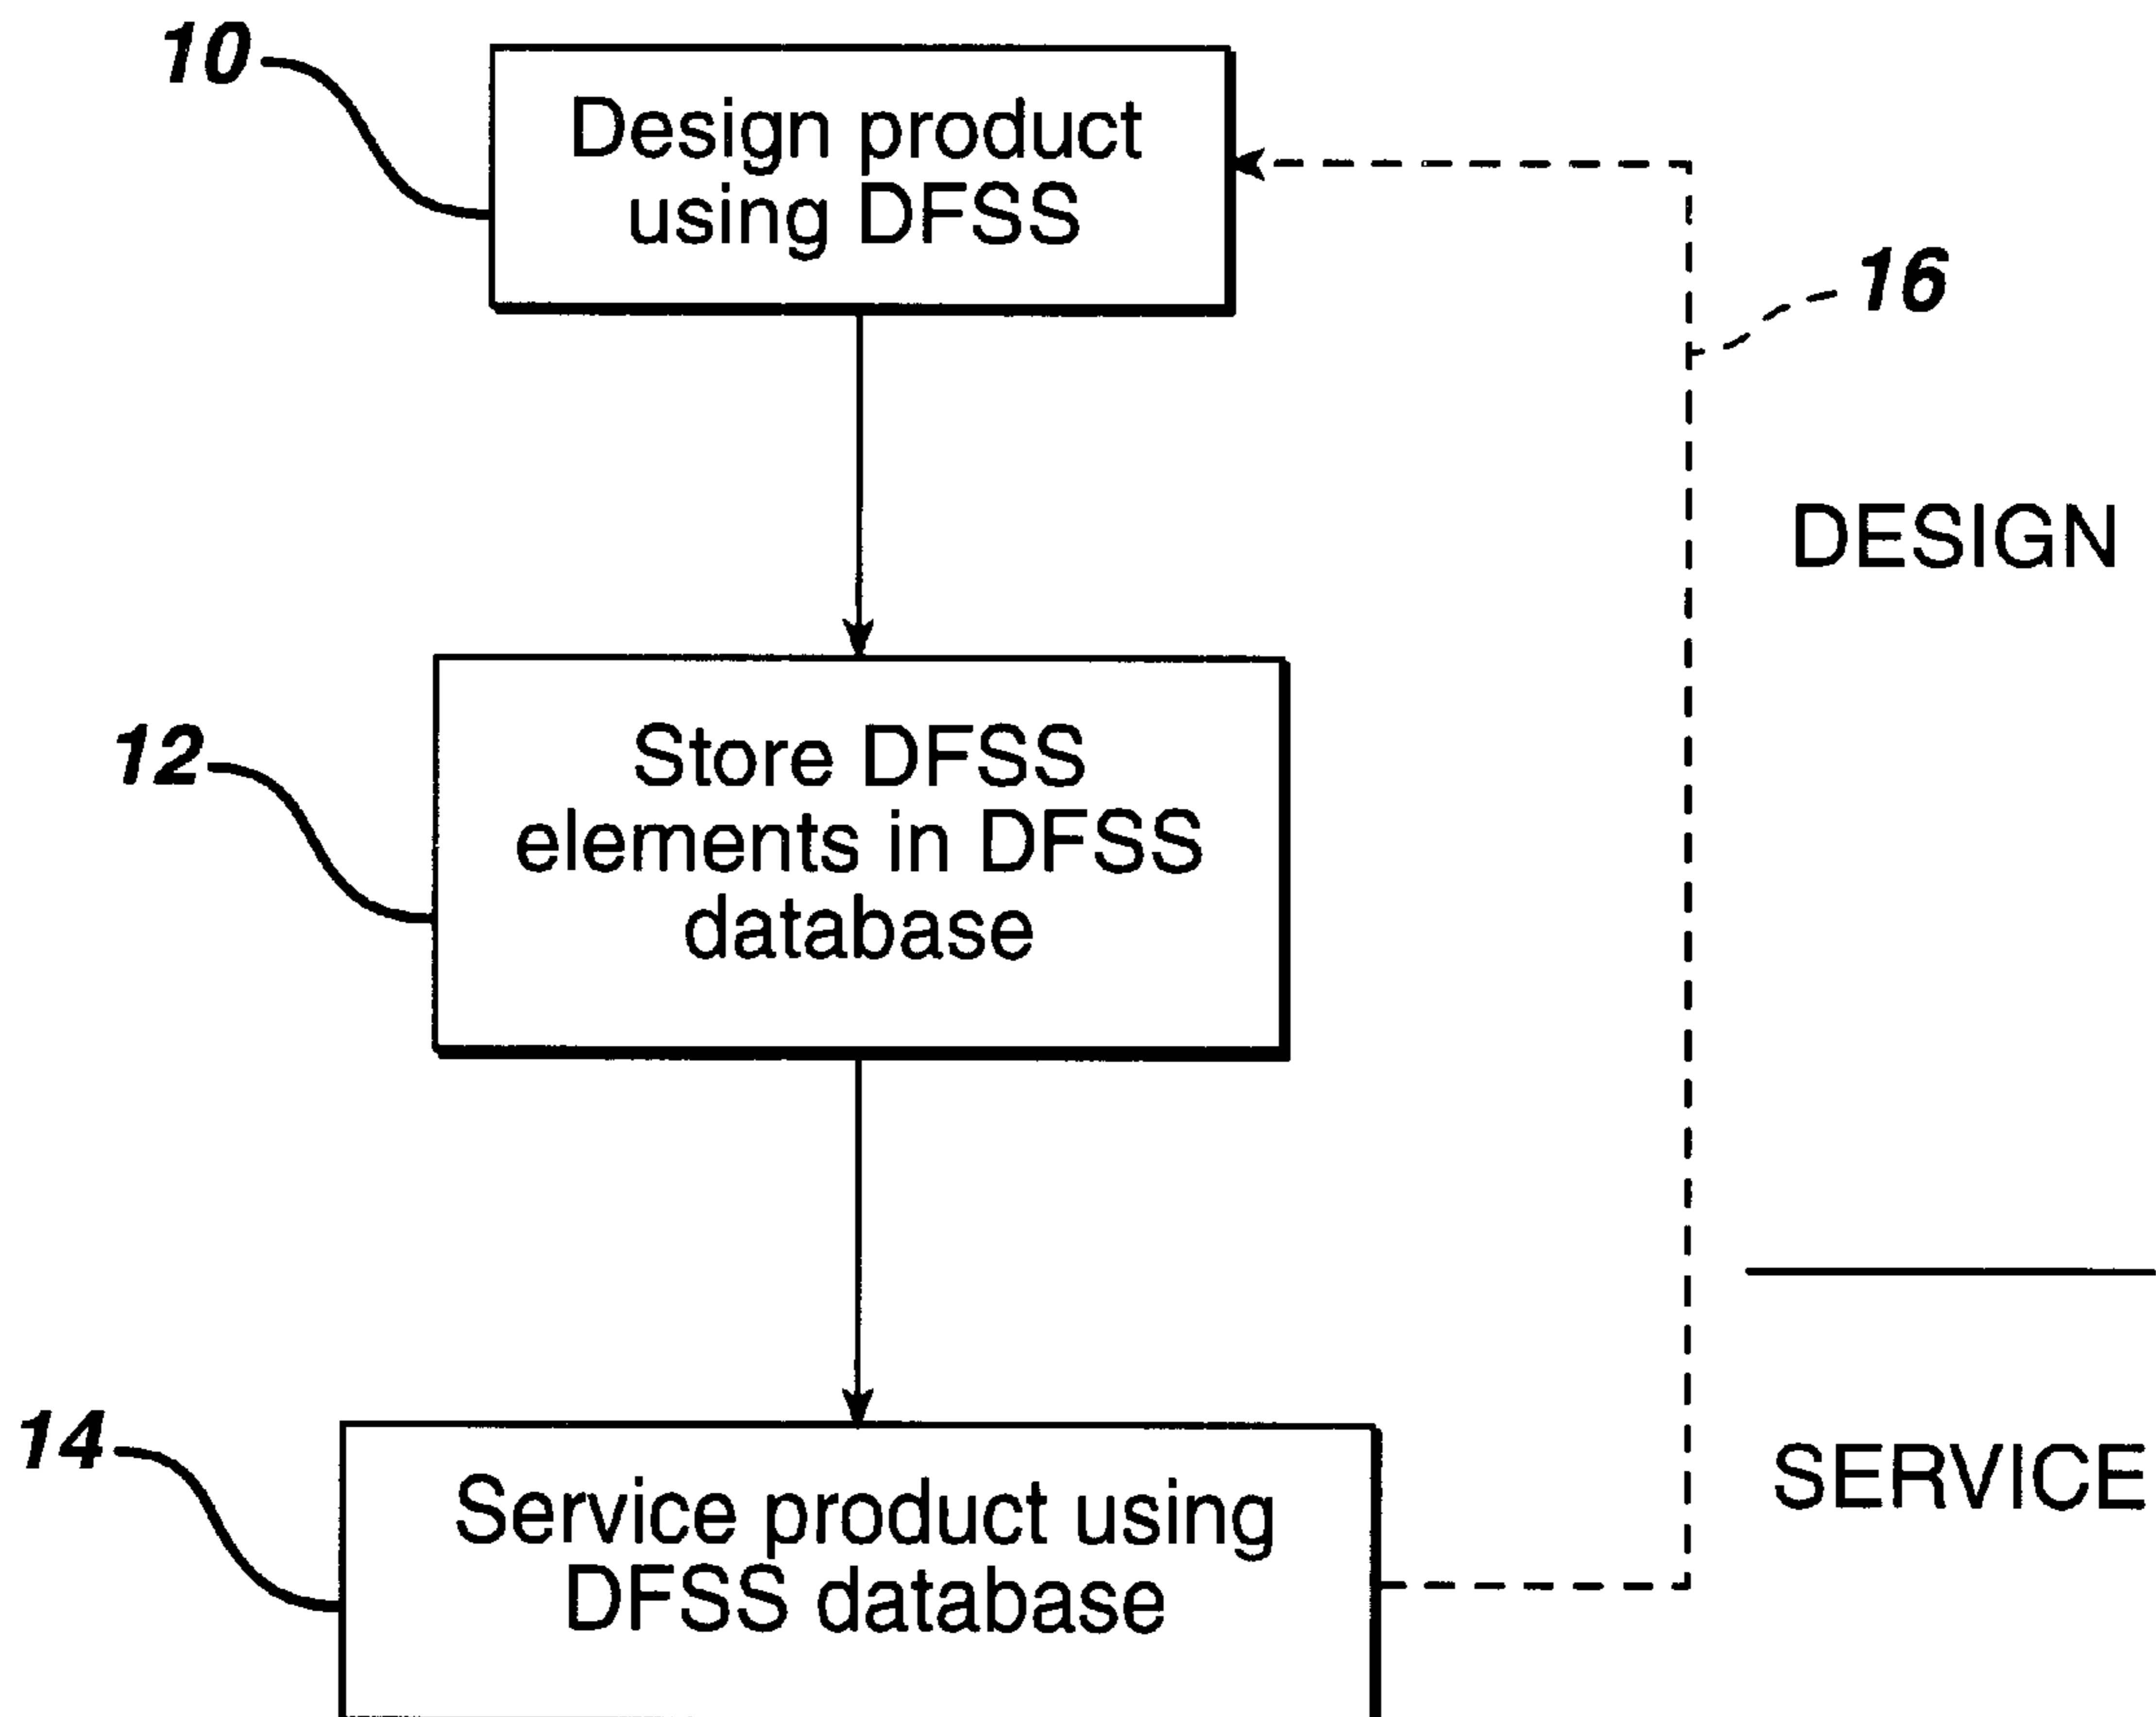 10
Design product
using DFSS
16
DESIGN
12
Store DFSS
elements in DFSS
database
14
Service product using
DFSS database
SERVICE